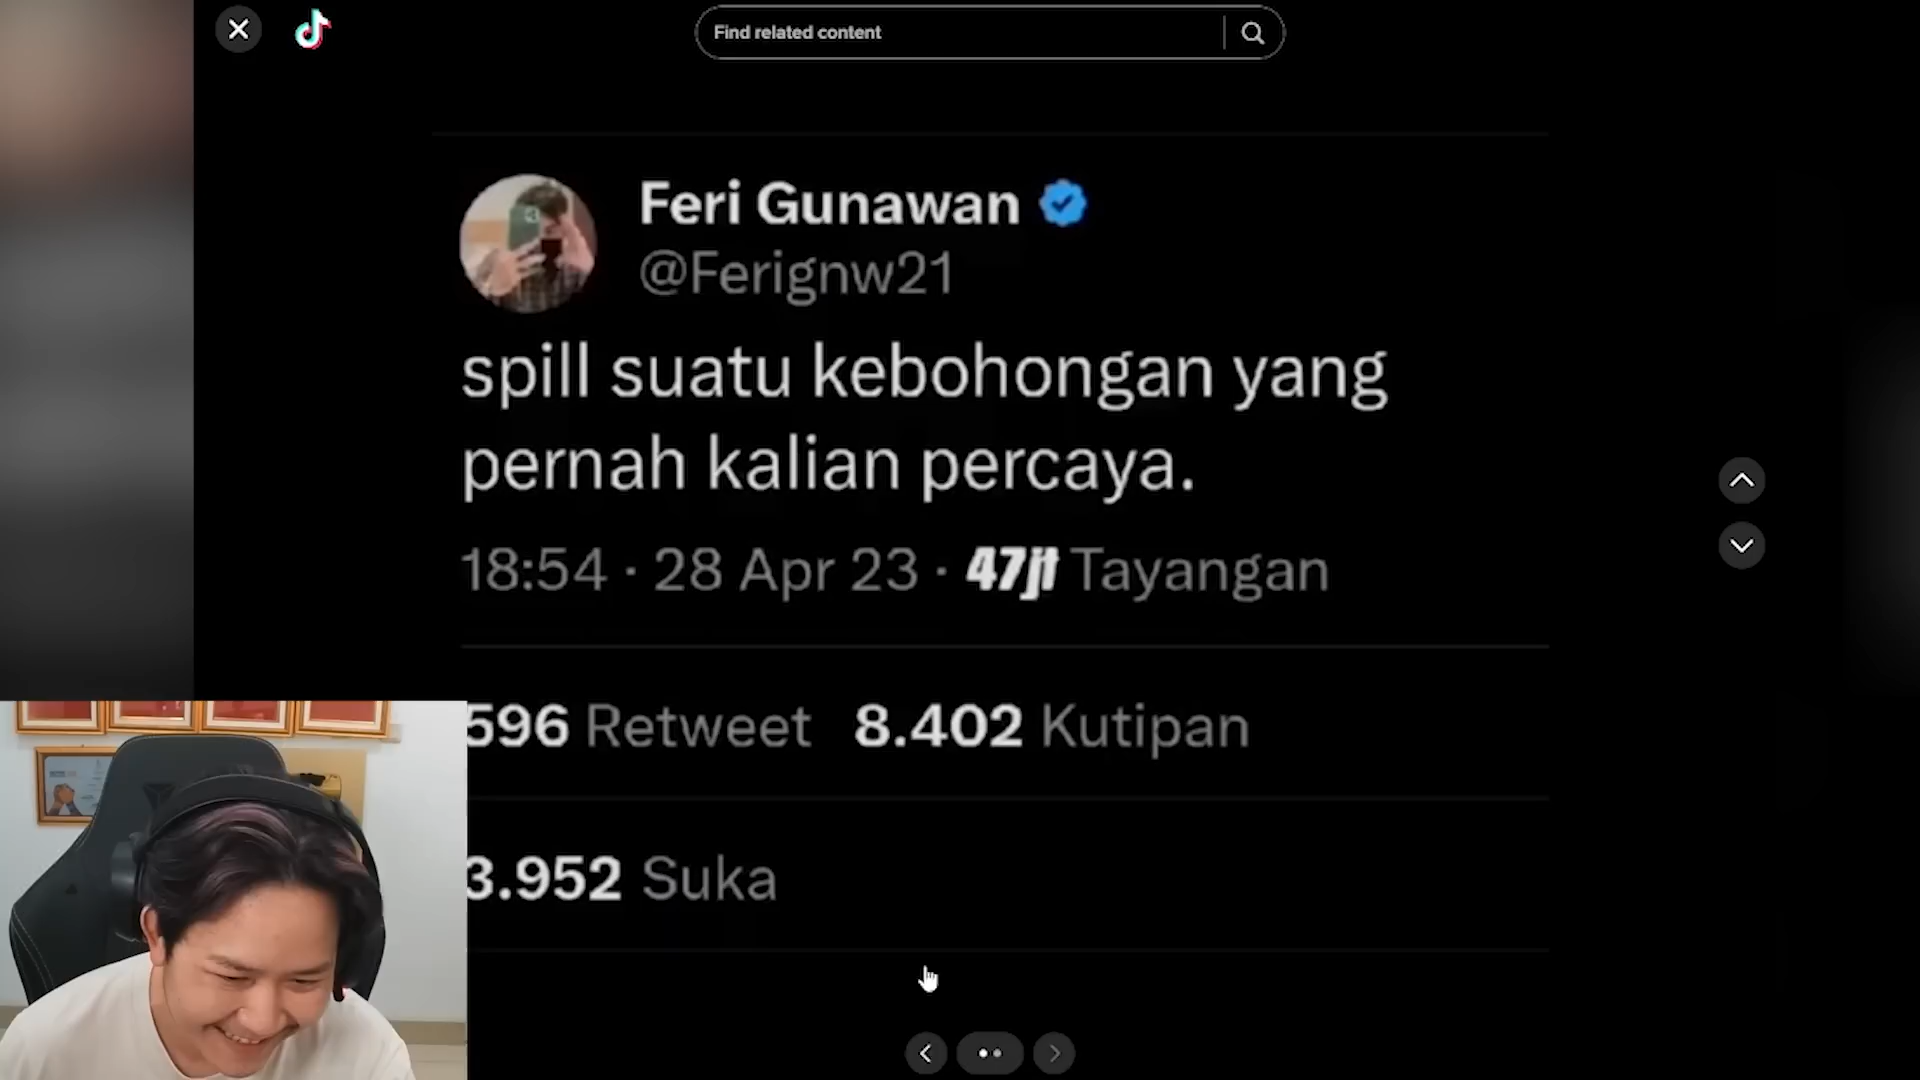 Find related content
Feri Gunawan
@Ferignw21
spill suatu kebohongan yang
pernah kalian percaya.
18:54 · 28 Apr 23 · 47jt Tayangan
596 Retweet 8.402 Kutipan
3.952 Suka